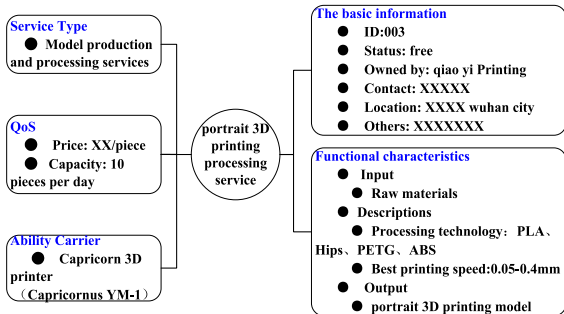 Service Type
● Model production
and processing services
QoS
● Price: XX/piece
● Capacity: 10
pieces per day
Ability Carrier
● Capricorn 3D
printer
（Capricornus YM-1）
portrait 3D
printing
processing
service
The basic information
● ID:003
● Status: free
● Owned by: qiao yi Printing
● Contact: XXXXX
● Location: XXXX wuhan city
● Others: XXXXXXX
Functional characteristics
● Input
● Raw materials
● Descriptions
● Processing technology：PLA、
Hips、PETG、ABS
● Best printing speed:0.05-0.4mm
● Output
● portrait 3D printing model